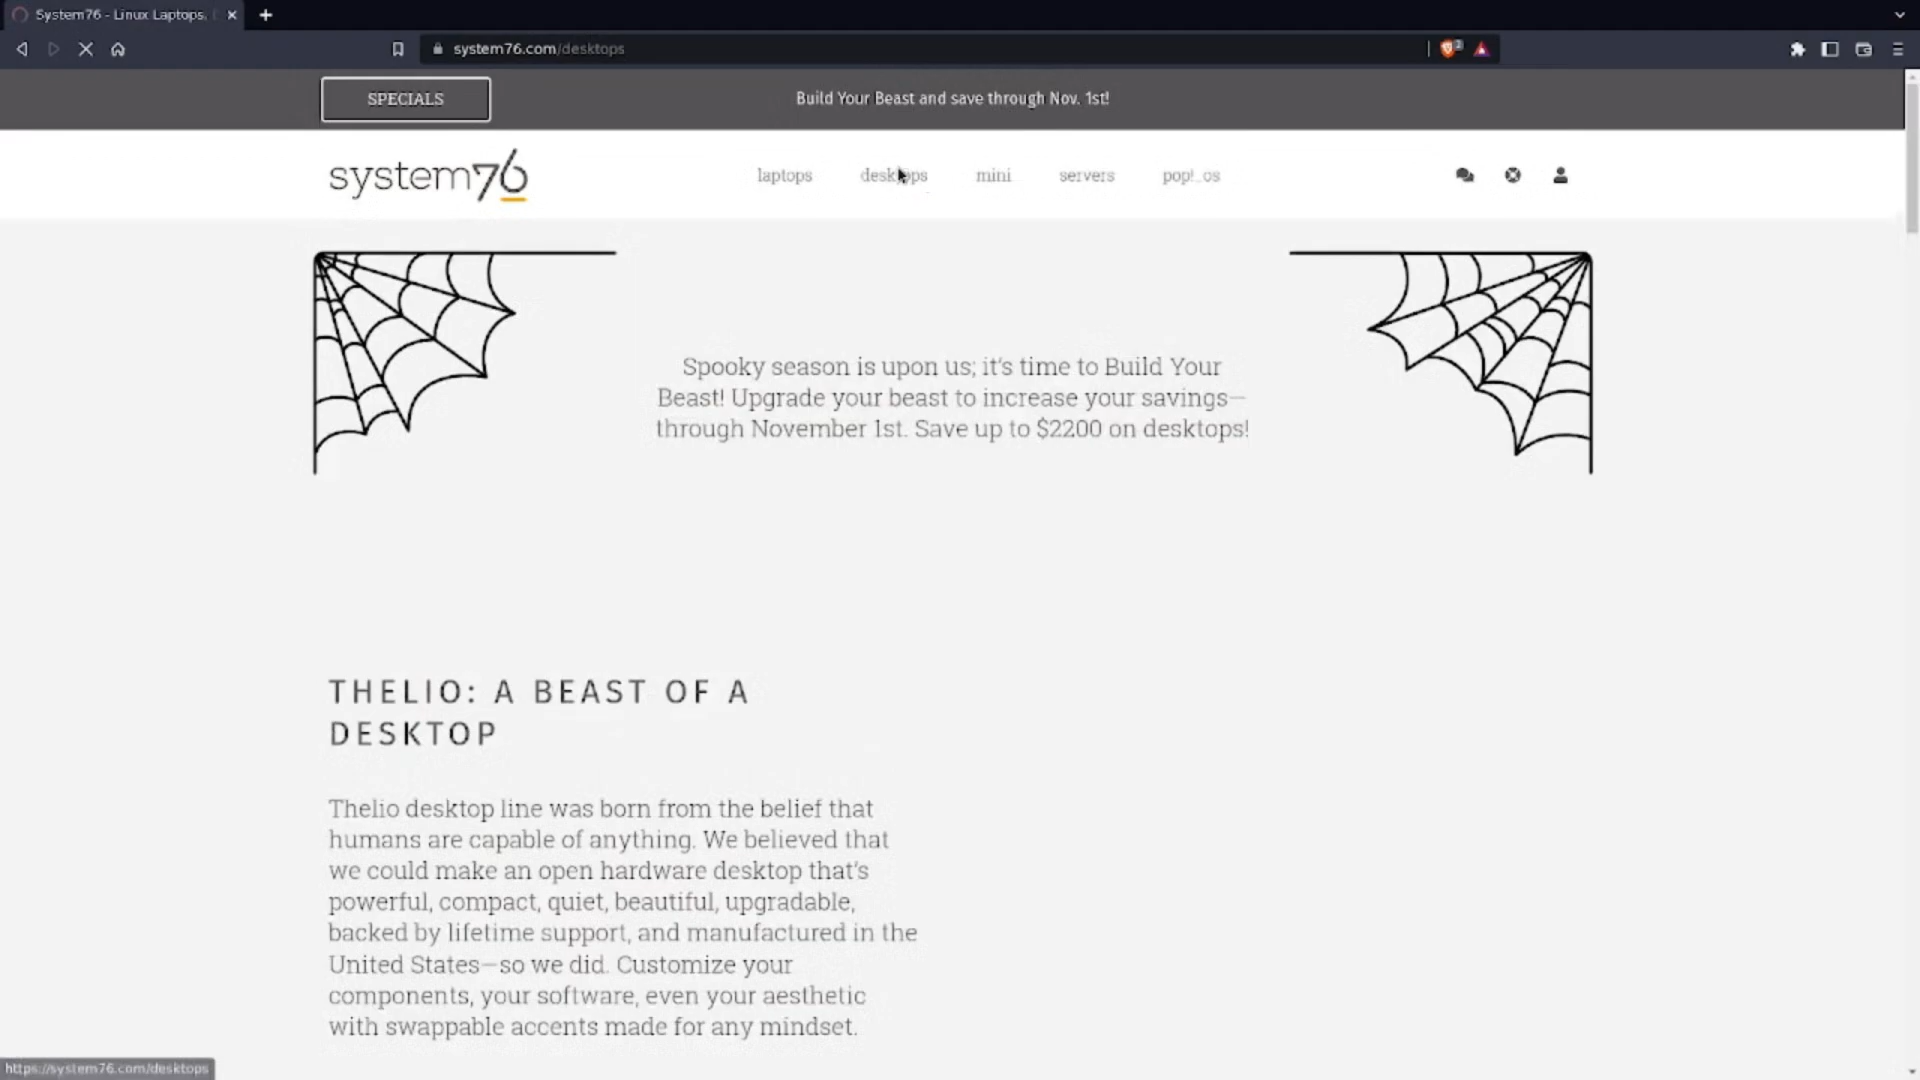 System76 - Linux Laptops,
system76.com/desktops
2
SPECIALS
Build Your Beast and save through Nov. 1st!
system76
laptops desktops mini servers pop!_os
Spooky season is upon us; it's time to Build Your
Beast! Upgrade your beast to increase your savings—
through November 1st. Save up to $2200 on desktops!
THELIO: A BEAST OF A
DESKTOP
Thelio desktop line was born from the belief that
humans are capable of anything. We believed that
we could make an open hardware desktop that's
powerful, compact, quiet, beautiful, upgradable,
backed by lifetime support, and manufactured in the
United States—so we did. Customize your
components, your software, even your aesthetic
with swappable accents made for any mindset.
https://system76.com/desktops